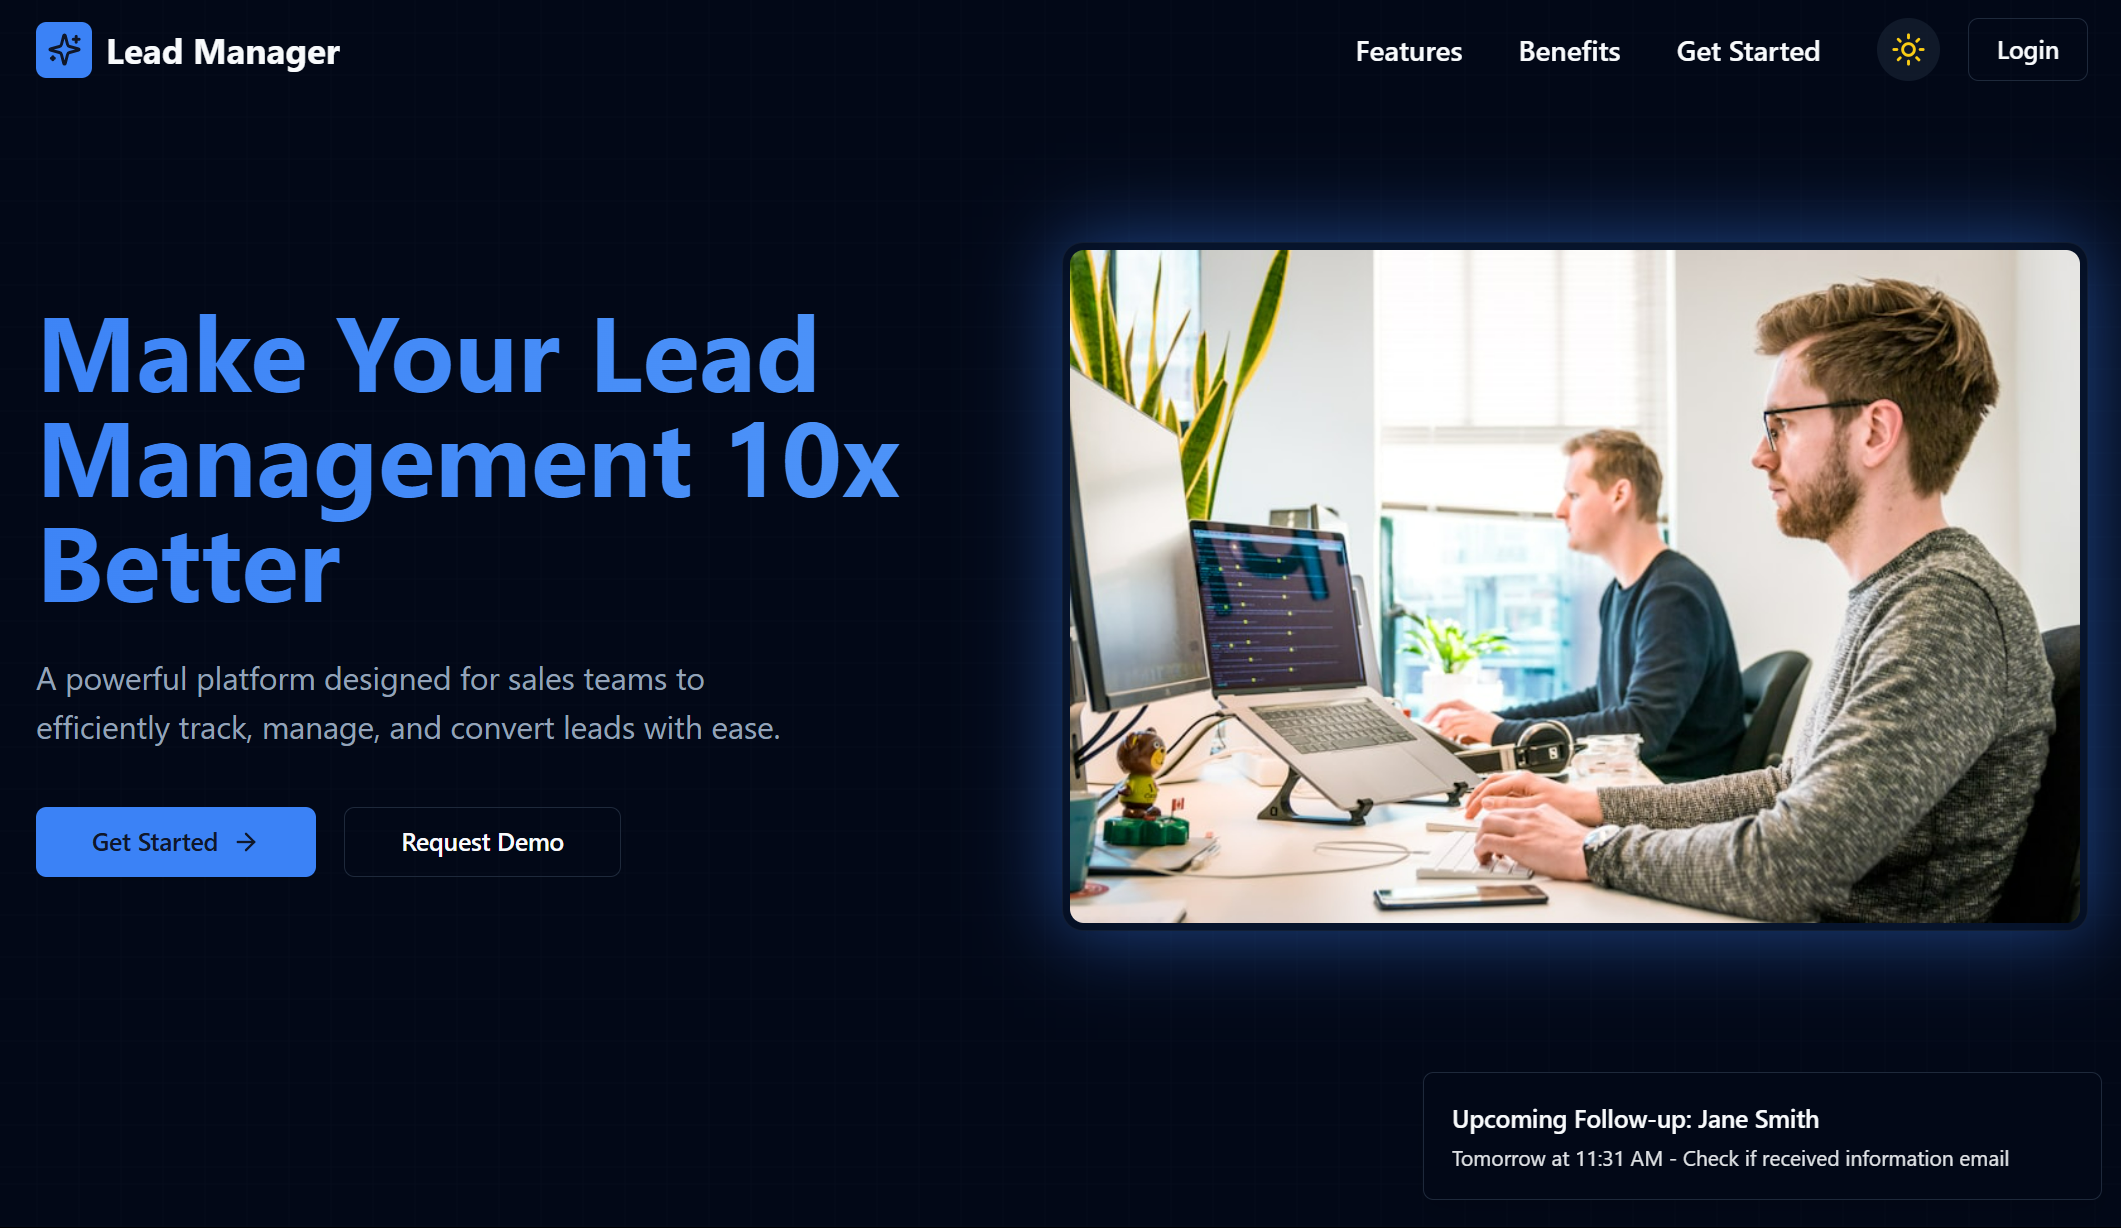 Lead Manager
Features
Benefits
Get Started
Login
Make Your Lead
Management 10x
Better
A powerful platform designed for sales teams to
efficiently track, manage, and convert leads with ease.
Get Started
Request Demo
Upcoming Follow-up: Jane Smith
Tomorrow at 11:31 AM - Check if received information email